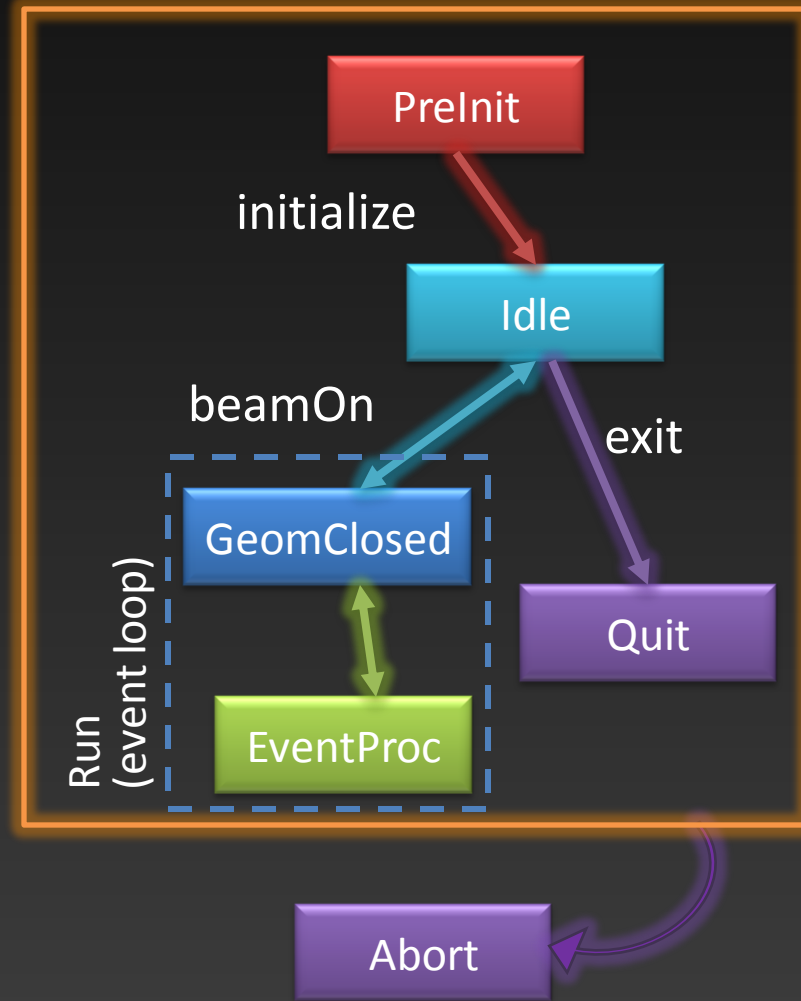 PreInit
initialize
Idle
beamOn
exit
GeomClosed
Quit
Run
(event loop)
EventProc
Abort